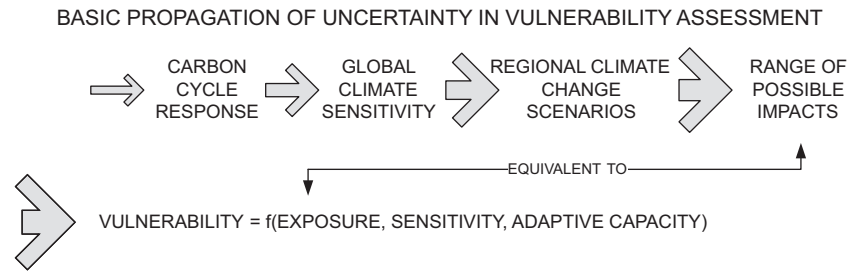 BASIC PROPAGATION OF UNCERTAINTY IN VULNERABILITY ASSESSMENT
CARBON
CYCLE
RESPONSE
GLOBAL
CLIMATE
SENSITIVITY
REGIONAL CLIMATE
CHANGE
SCENARIOS
RANGE OF
POSSIBLE
IMPACTS
EQUIVALENT TO
VULNERABILITY = f(EXPOSURE, SENSITIVITY, ADAPTIVE CAPACITY)